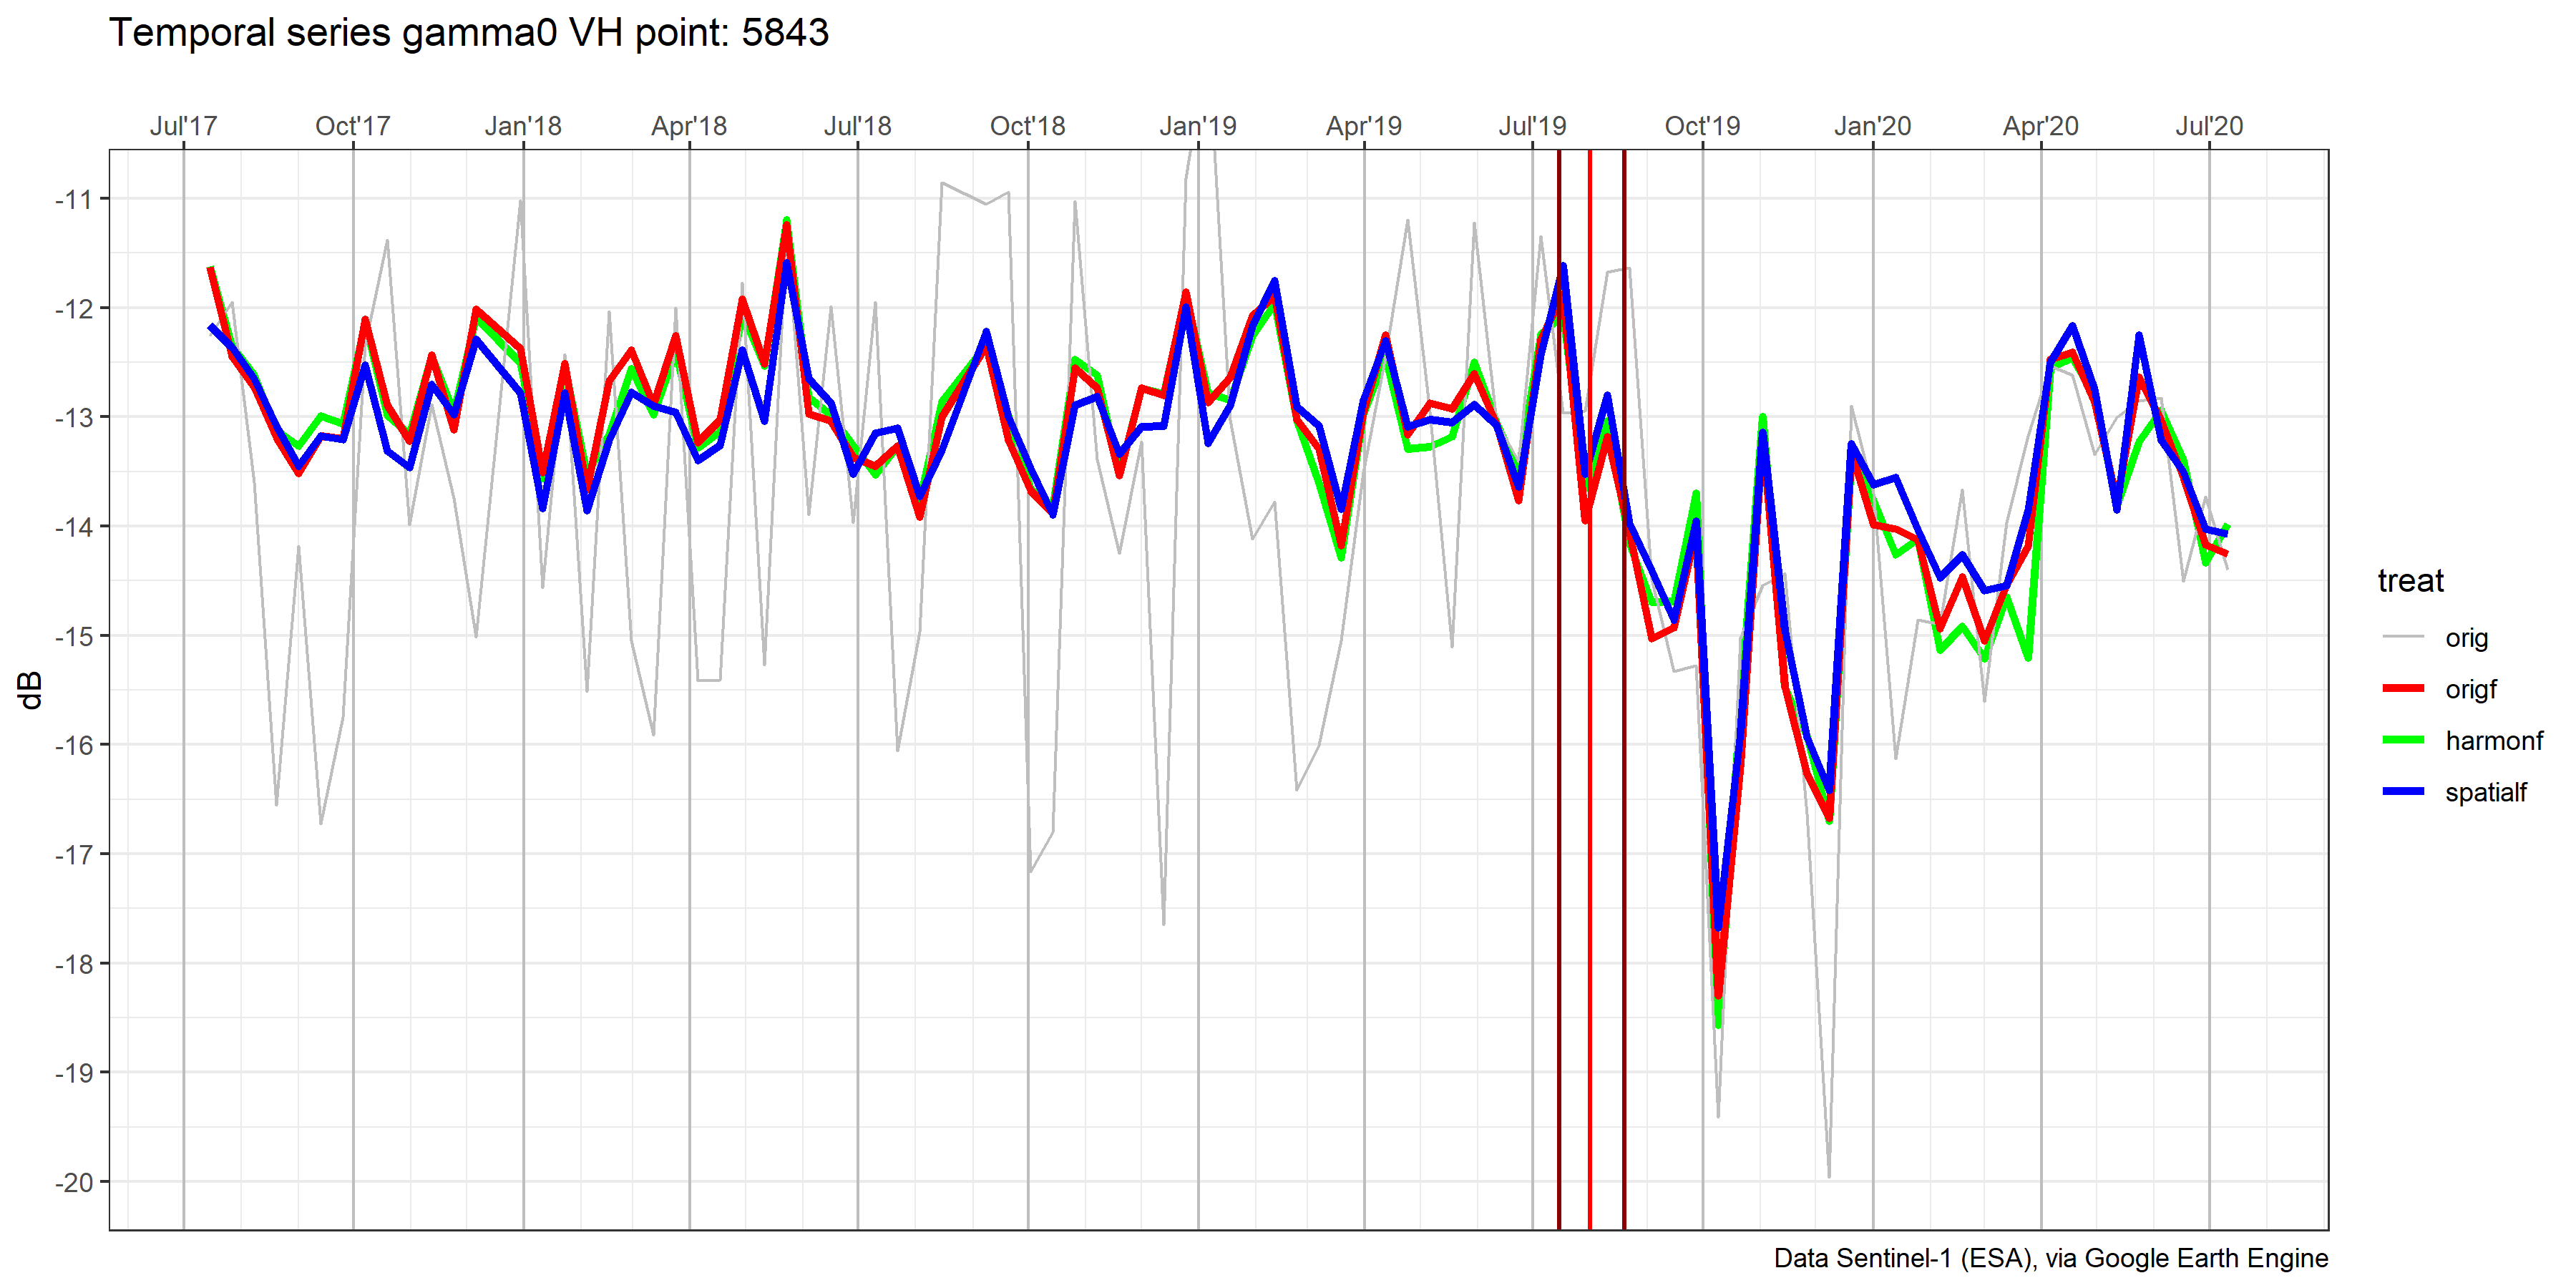 Temporal series gamma0 VH point: 5843
Jul'17 Oct'17 Jan'18 Apr'18 Jul'18 Oct'18 Jan'19 Apr'19 Jul'19 Oct'19 Jan'20 Apr'20 Jul'20
-11
-12
-13
-14
-15
-16
-17
-18
-19
-20
dB
treat
orig
origf
harmonf
spatialf
Data Sentinel-1 (ESA), via Google Earth Engine